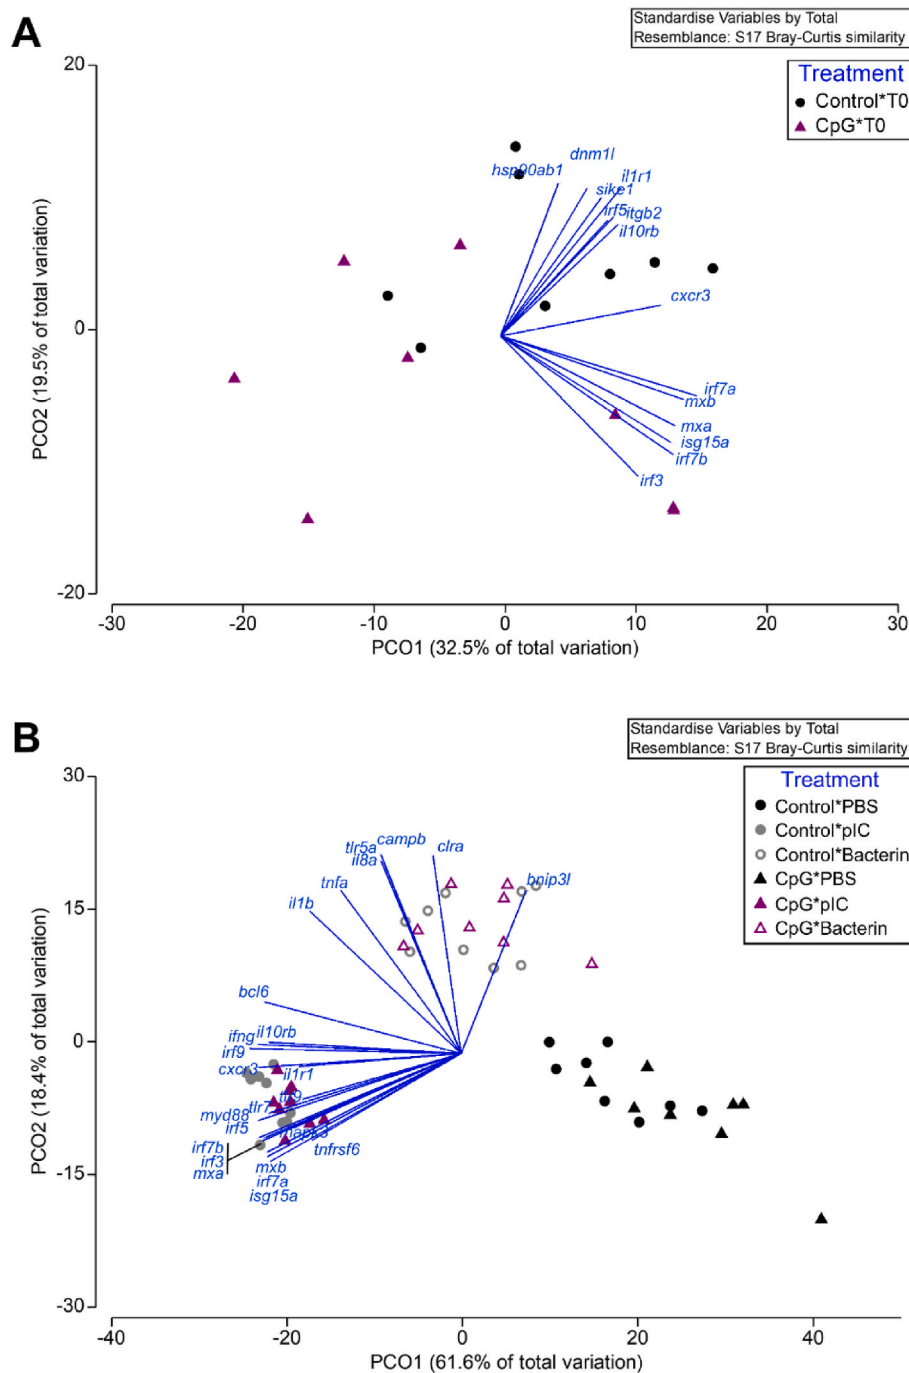 A
Standardise Variables by Total
Resemblance: S17 Bray-Curtis similarity
Treatment
Control*T0
CpG*T0
20
0
-20
PCO2 (19.5% of total variation)
hsp90ab1
dnm1l
il1r1
sike1
irf5
itgb2
il10rb
cxcr3
irf7a
mxb
mxa
isg15a
irf7b
irf3
-30
-20
-10
0
10
20
30
PCO1 (32.5% of total variation)
B
Standardise Variables by Total
Resemblance: S17 Bray-Curtis similarity
Treatment
Control*PBS
Control*pIC
Control*Bacterin
CpG*PBS
CpG*pIC
CpG*Bacterin
30
15
0
-15
-30
PCO2 (18.4% of total variation)
tlr5a
campb
clra
il8a
tnfa
il1b
bnip3l
bcl6
ifng
il10rb
irf9
cxcr3
il1r1
tlr9
tlr7
myd88
irf5
mapk3
tnfrsf6
irf7b
irf3
mxa
mxb
irf7a
isg15a
-40
-20
0
20
40
PCO1 (61.6% of total variation)